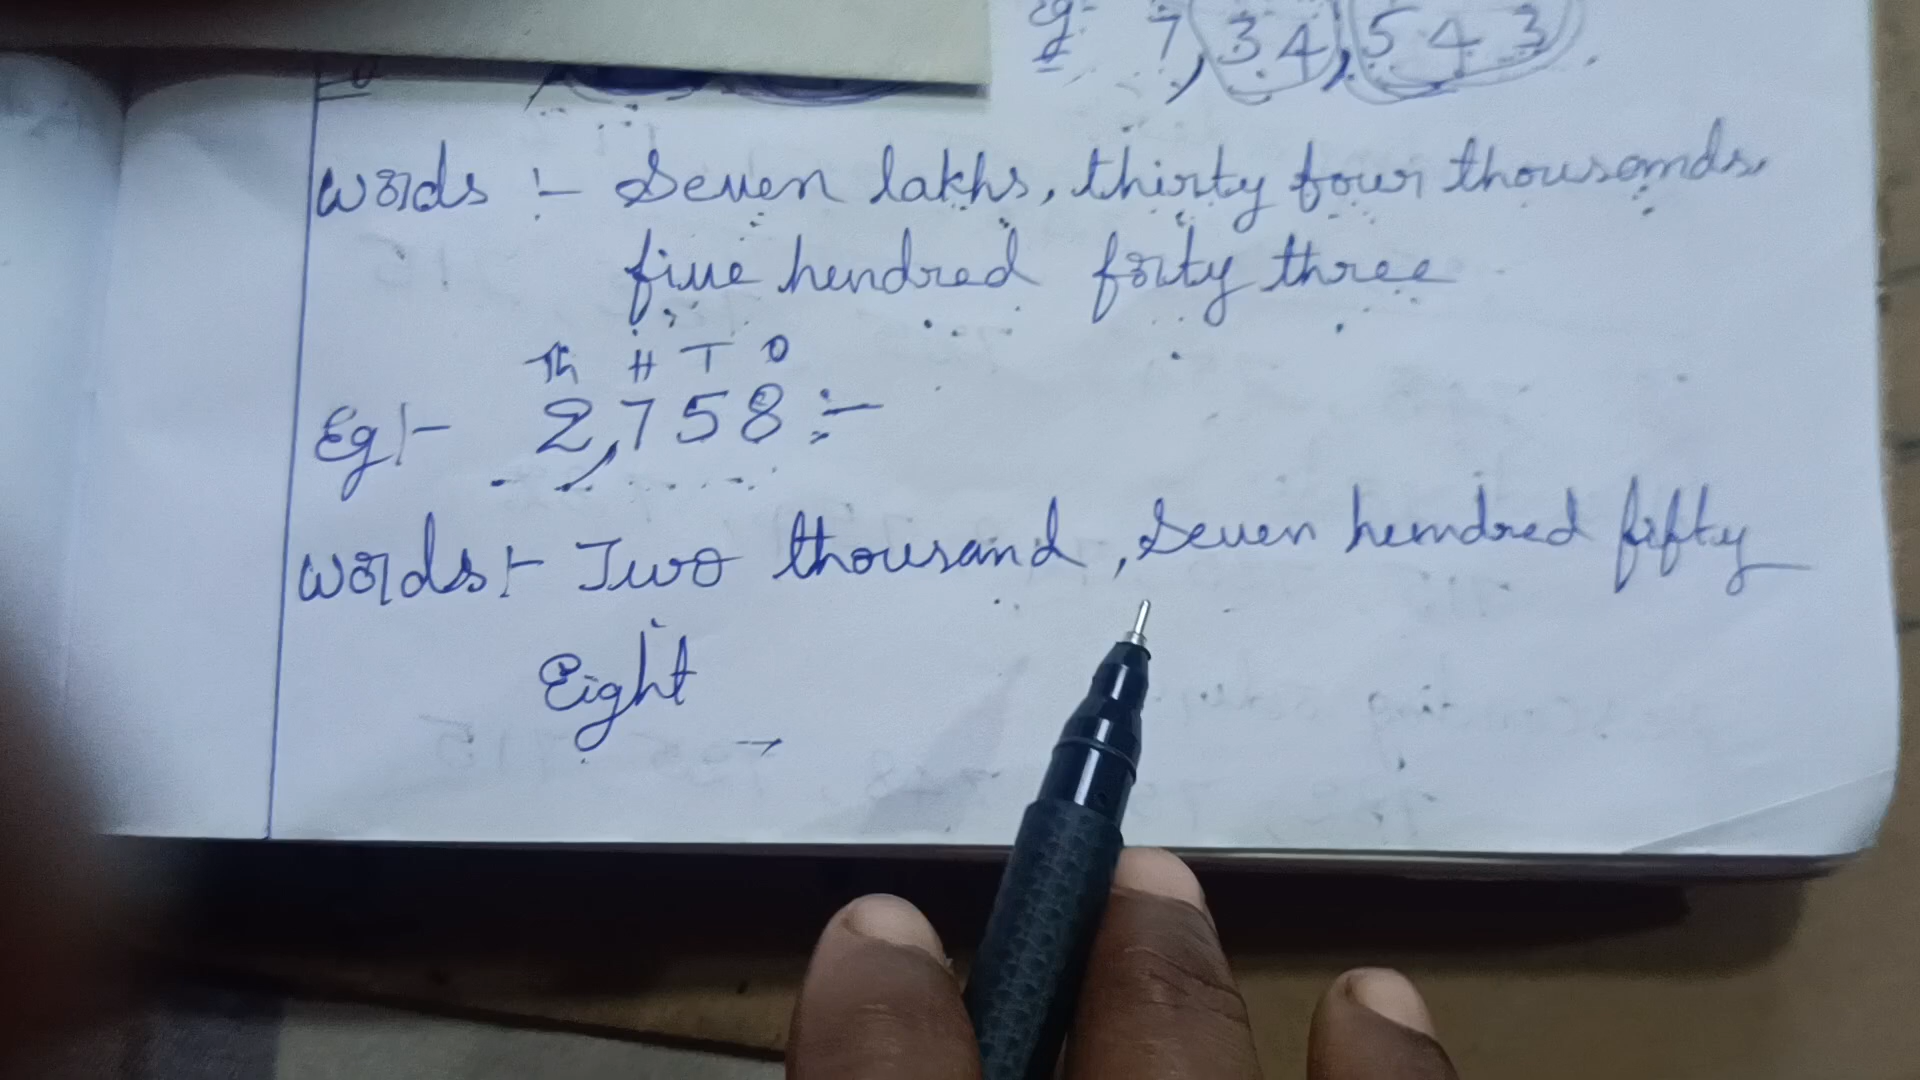 Eg:- 7,34,543
words :- Seven lakhs, thirty four thousands,
five hundred forty three
Th H T O
Eg:- 2,758:-
words:- Two thousand, Seven hundred fifty
Eight